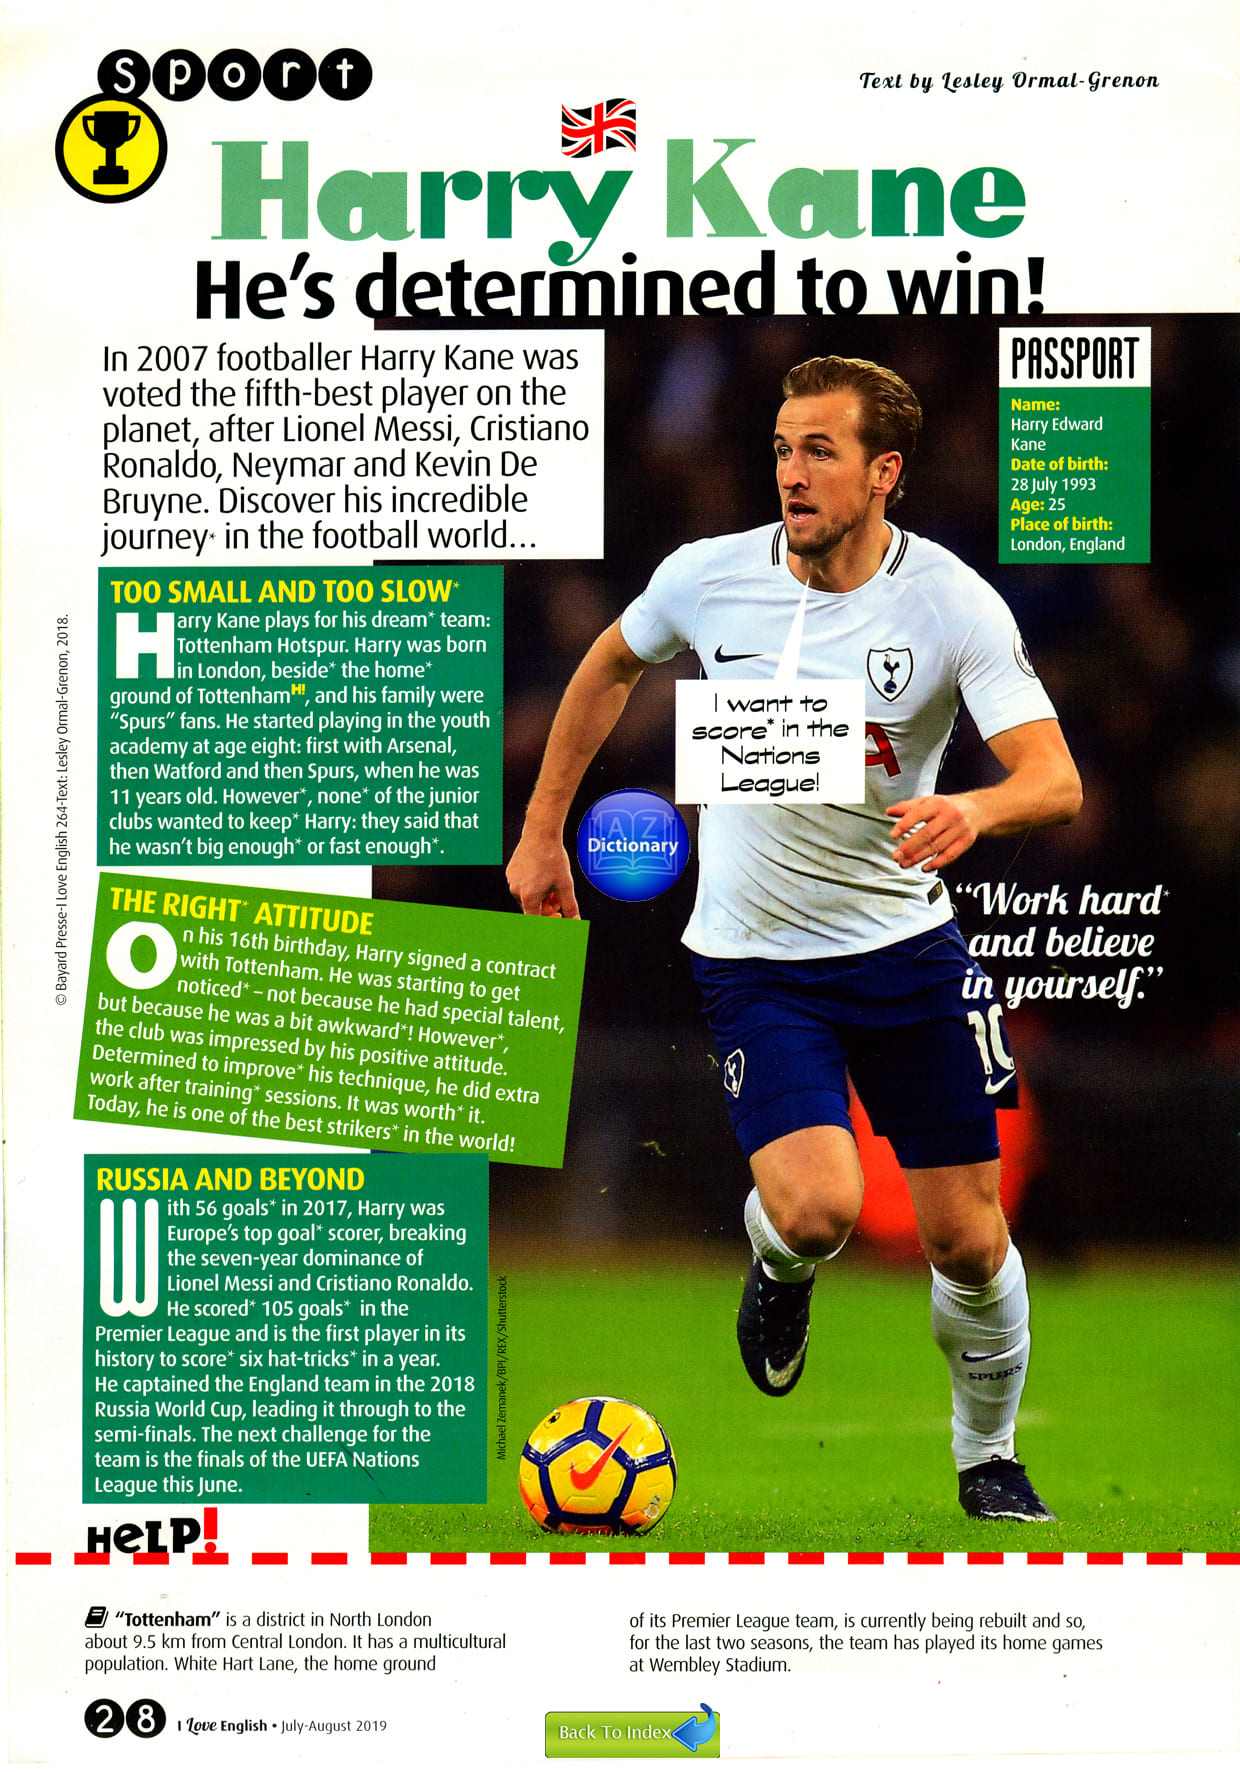 Sport
Text by Lesley Ormal-Grenon
Harry Kane
He's determined to win!
In 2007 footballer Harry Kane was
voted the fifth-best player on the
planet, after Lionel Messi, Cristiano
Ronaldo, Neymar and Kevin De
Bruyne. Discover his incredible
journey* in the football world...
PASSPORT
Name:
Harry Edward
Kane
Date of birth:
28 July 1993
Age: 25
Place of birth:
London, England
TOO SMALL AND TOO SLOW*
Harry Kane plays for his dream* team:
Tottenham Hotspur. Harry was born
in London, beside* the home*
ground of TottenhamH!, and his family were
"Spurs" fans. He started playing in the youth
academy at age eight: first with Arsenal,
then Watford and then Spurs, when he was
11 years old. However*, none* of the junior
clubs wanted to keep* Harry: they said that
he wasn't big enough* or fast enough*.
I want to
score* in the
Nations
League!
A Z
Dictionary
THE RIGHT* ATTITUDE
On his 16th birthday, Harry signed a contract
with Tottenham. He was starting to get
noticed* – not because he had special talent,
but because he was a bit awkward*! However*,
the club was impressed by his positive attitude.
Determined to improve* his technique, he did extra
work after training* sessions. It was worth* it.
Today, he is one of the best strikers* in the world!
"Work hard*
and believe
in yourself."
10
RUSSIA AND BEYOND
With 56 goals* in 2017, Harry was
Europe's top goal* scorer, breaking
the seven-year dominance of
Lionel Messi and Cristiano Ronaldo.
He scored* 105 goals* in the
Premier League and is the first player in its
history to score* six hat-tricks* in a year.
He captained the England team in the 2018
Russia World Cup, leading it through to the
semi-finals. The next challenge for the
team is the finals of the UEFA Nations
League this June.
SPURS
© Bayard Presse-I Love English 264-Text: Lesley Ormal-Grenon, 2018.
Michael Zemanek/BPI/REX/Shutterstock
HELP!
"Tottenham" is a district in North London
about 9.5 km from Central London. It has a multicultural
population. White Hart Lane, the home ground
of its Premier League team, is currently being rebuilt and so,
for the last two seasons, the team has played its home games
at Wembley Stadium.
28 I Love English • July-August 2019
Back To Index